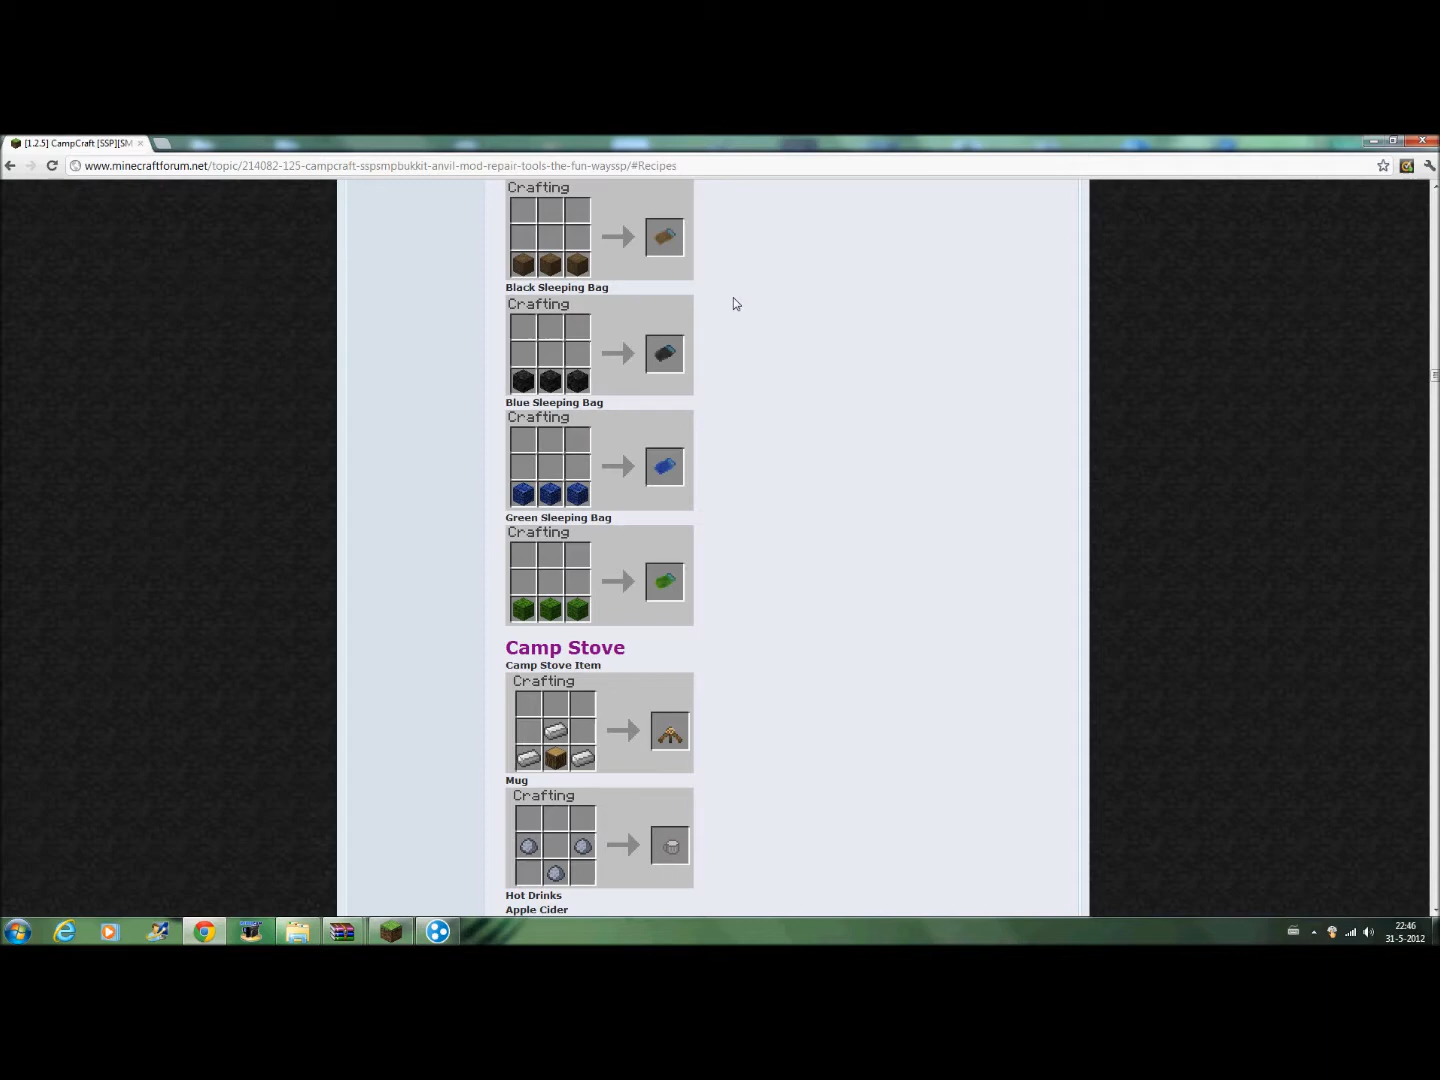 [1.2.5] CampCraft [SSP][SM
www.minecraftforum.net/topic/214082-125-campcraft-sspsmpbukkit-anvil-mod-repair-tools-the-fun-wayssp/#Recipes
Crafting
Black Sleeping Bag
Crafting
Blue Sleeping Bag
Crafting
Green Sleeping Bag
Crafting
Camp Stove
Camp Stove Item
Crafting
Mug
Crafting
Hot Drinks
Apple Cider
22:46
31-5-2012